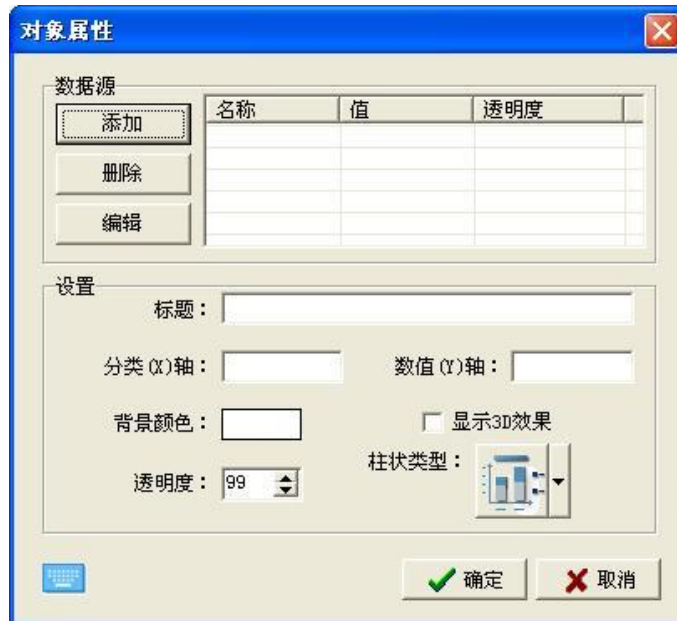 对象属性
数据源
添加
名称 值 透明度
删除
编辑
设置
标题：
分类(X)轴： 数值(Y)轴：
背景颜色： 显示3D效果
透明度： 99 柱状类型：
确定 取消